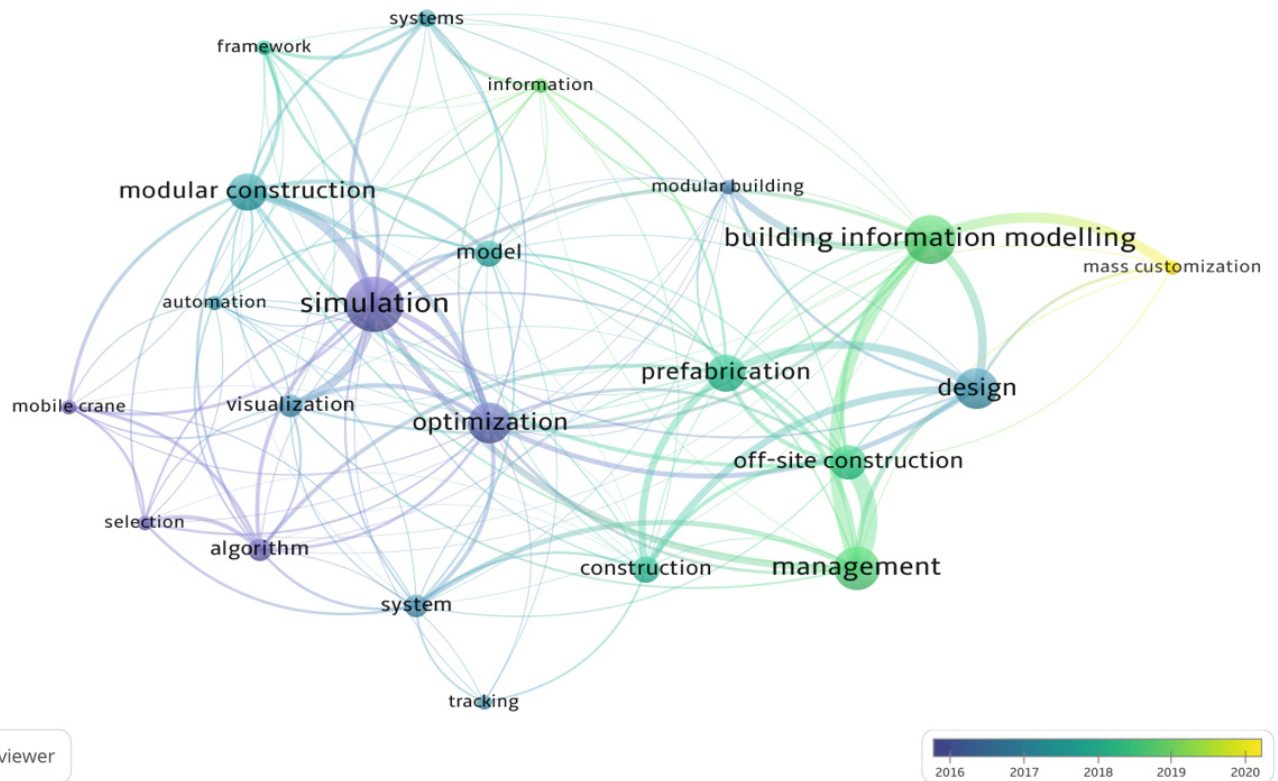 systems
framework
information
modular construction
modular building
building information modelling
model
mass customization
automation
simulation
prefabrication
design
mobile crane
visualization
optimization
off-site construction
selection
algorithm
construction
management
system
tracking
viewer
2016 2017 2018 2019 2020